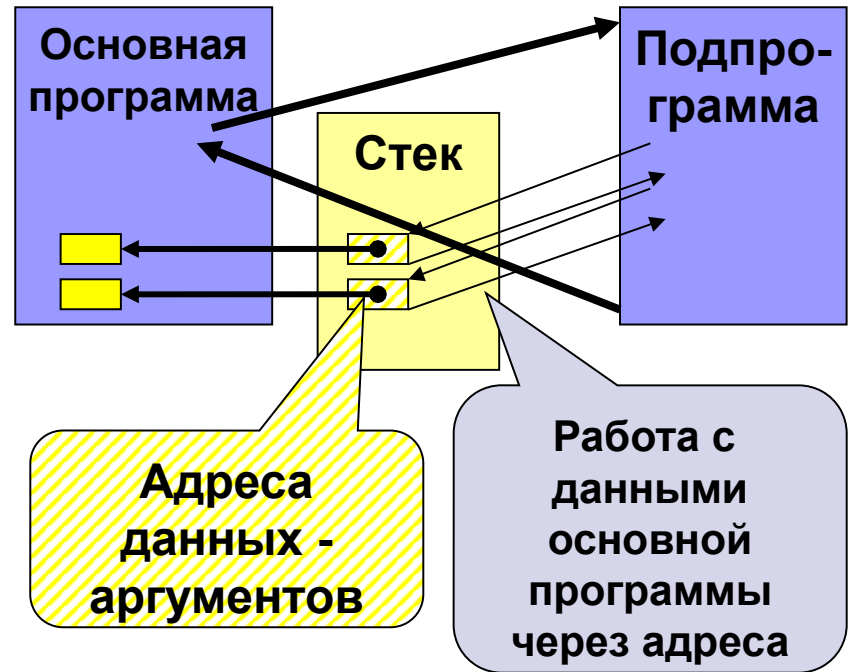 Основная
программа
Подпро-
грамма
Стек
Адреса
данных -
аргументов
Работа с
данными
основной
программы
через адреса